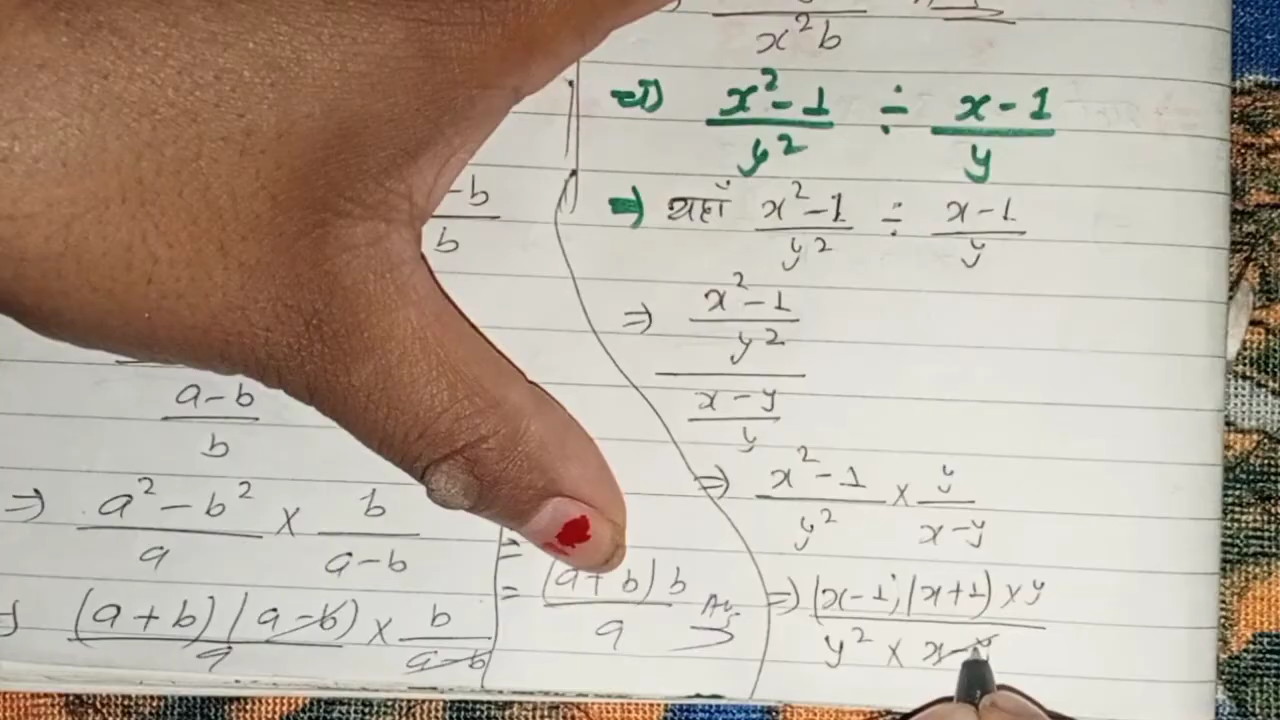 -b
b
a-b
b
⇒ a² - b² × b
a a-b
(a+b)(a-b) × b
a a-b
=
= (a+b)b
a
x²b
⇒ x²-1 ÷ x-1
y² y
⇒ यहाँ x²-1 ÷ x-1
y² y
⇒ x²-1
y²
x-y
y
⇒ x²-1 × y
y² x-y
⇒ (x-1)(x+1) × y
y² × x-y